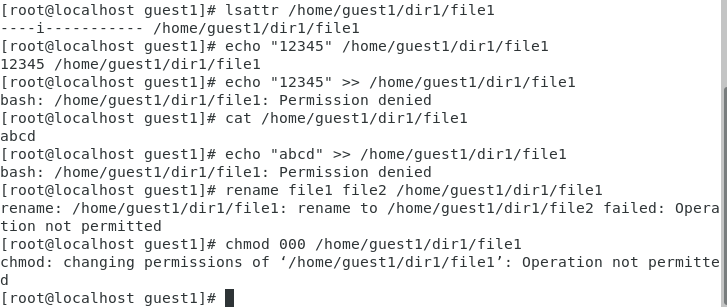 [root@localhost guest1]# lsattr /home/guest1/dir1/file1
----i----------- /home/guest1/dir1/file1
[root@localhost guest1]# echo "12345" /home/guest1/dir1/file1
12345 /home/guest1/dir1/file1
[root@localhost guest1]# echo "12345" >> /home/guest1/dir1/file1
bash: /home/guest1/dir1/file1: Permission denied
[root@localhost guest1]# cat /home/guest1/dir1/file1
abcd
[root@localhost guest1]# echo "abcd" >> /home/guest1/dir1/file1
bash: /home/guest1/dir1/file1: Permission denied
[root@localhost guest1]# rename file1 file2 /home/guest1/dir1/file1
rename: /home/guest1/dir1/file1: rename to /home/guest1/dir1/file2 failed: Opera
tion not permitted
[root@localhost guest1]# chmod 000 /home/guest1/dir1/file1
chmod: changing permissions of ‘/home/guest1/dir1/file1’: Operation not permitte
d
[root@localhost guest1]#